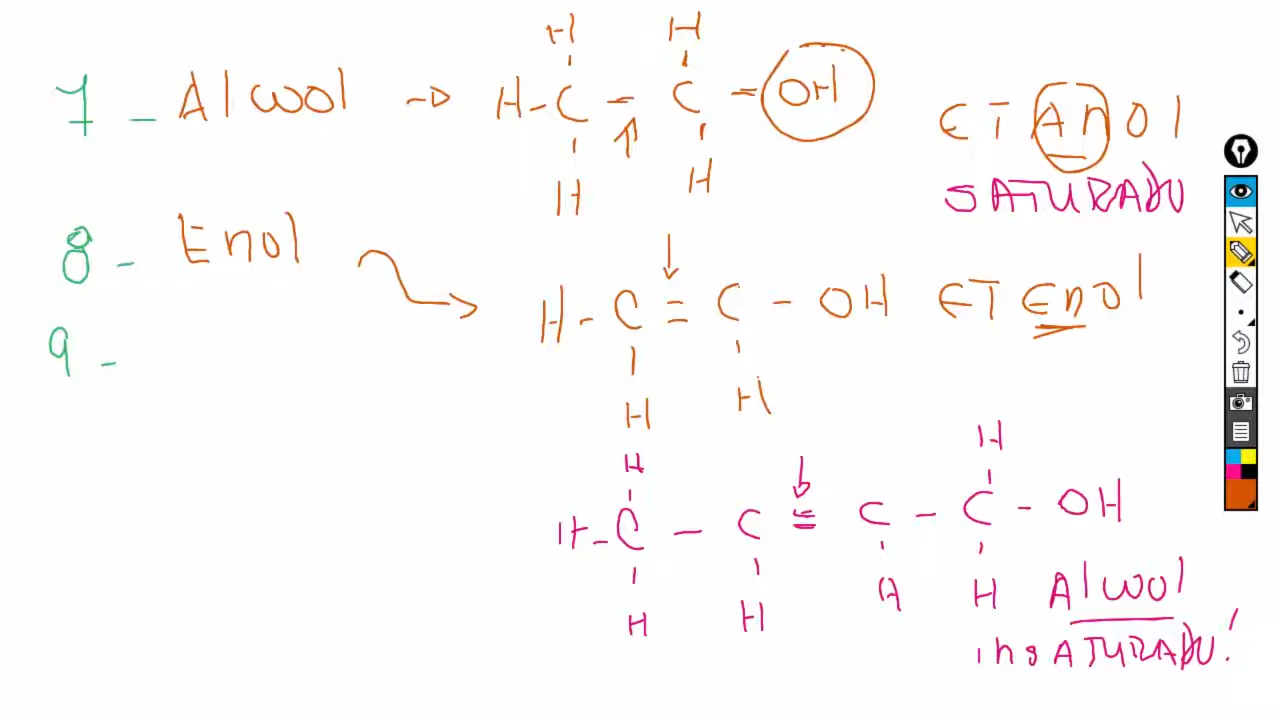 7 - Alcool -> H - C - C - OH
H H
H H
ETANOL
SATURADO
8 - Enol
H - C = C - OH ETENOL
H H
9 -
H H
H - C - C = C - C - OH
H H H H
Alcool
insATURADO!